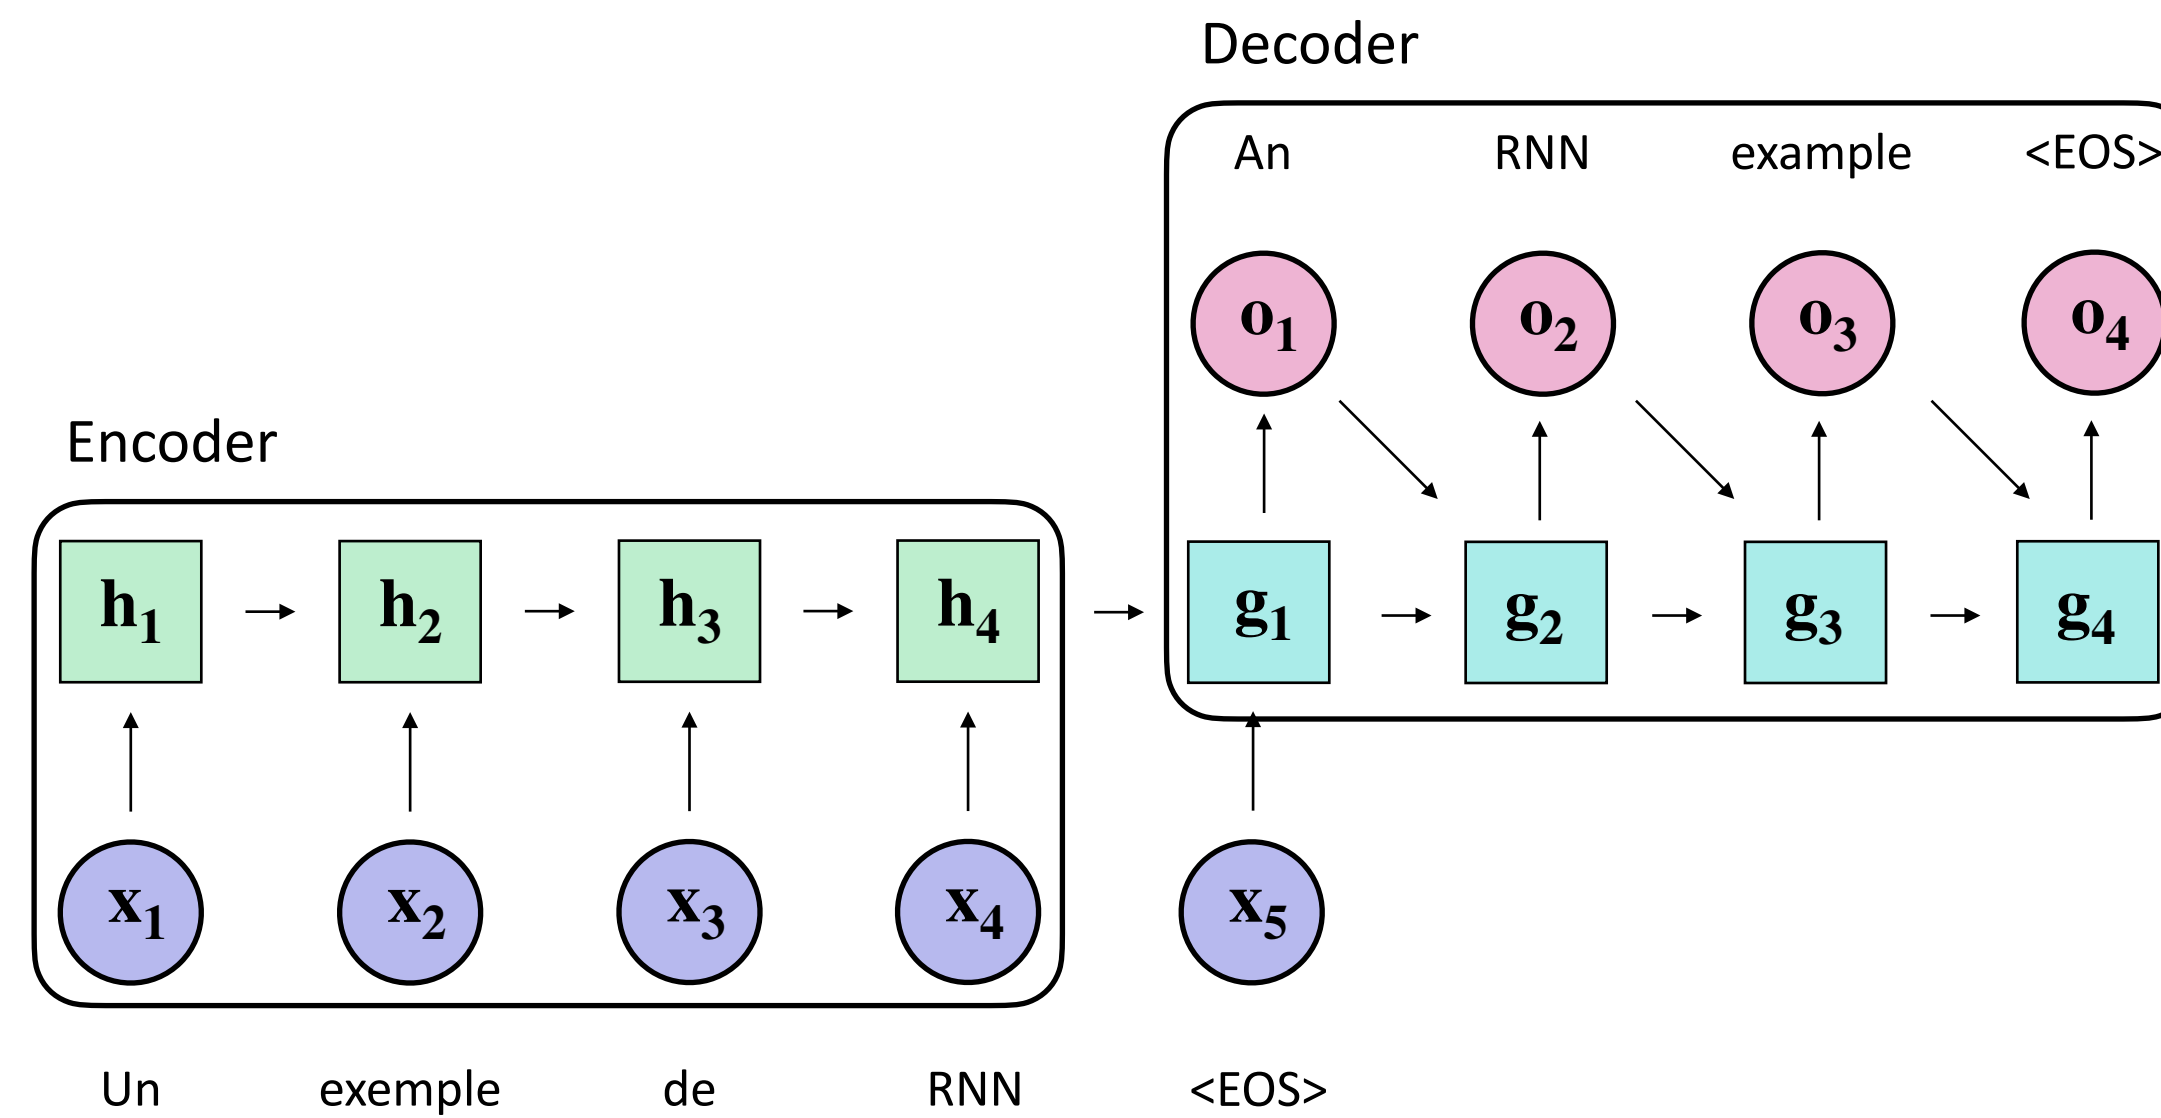 Decoder
An RNN example <EOS>
o1 o2 o3 o4
Encoder
h1 h2 h3 h4 g1 g2 g3 g4
x1 x2 x3 x4 x5
Un exemple de RNN <EOS>